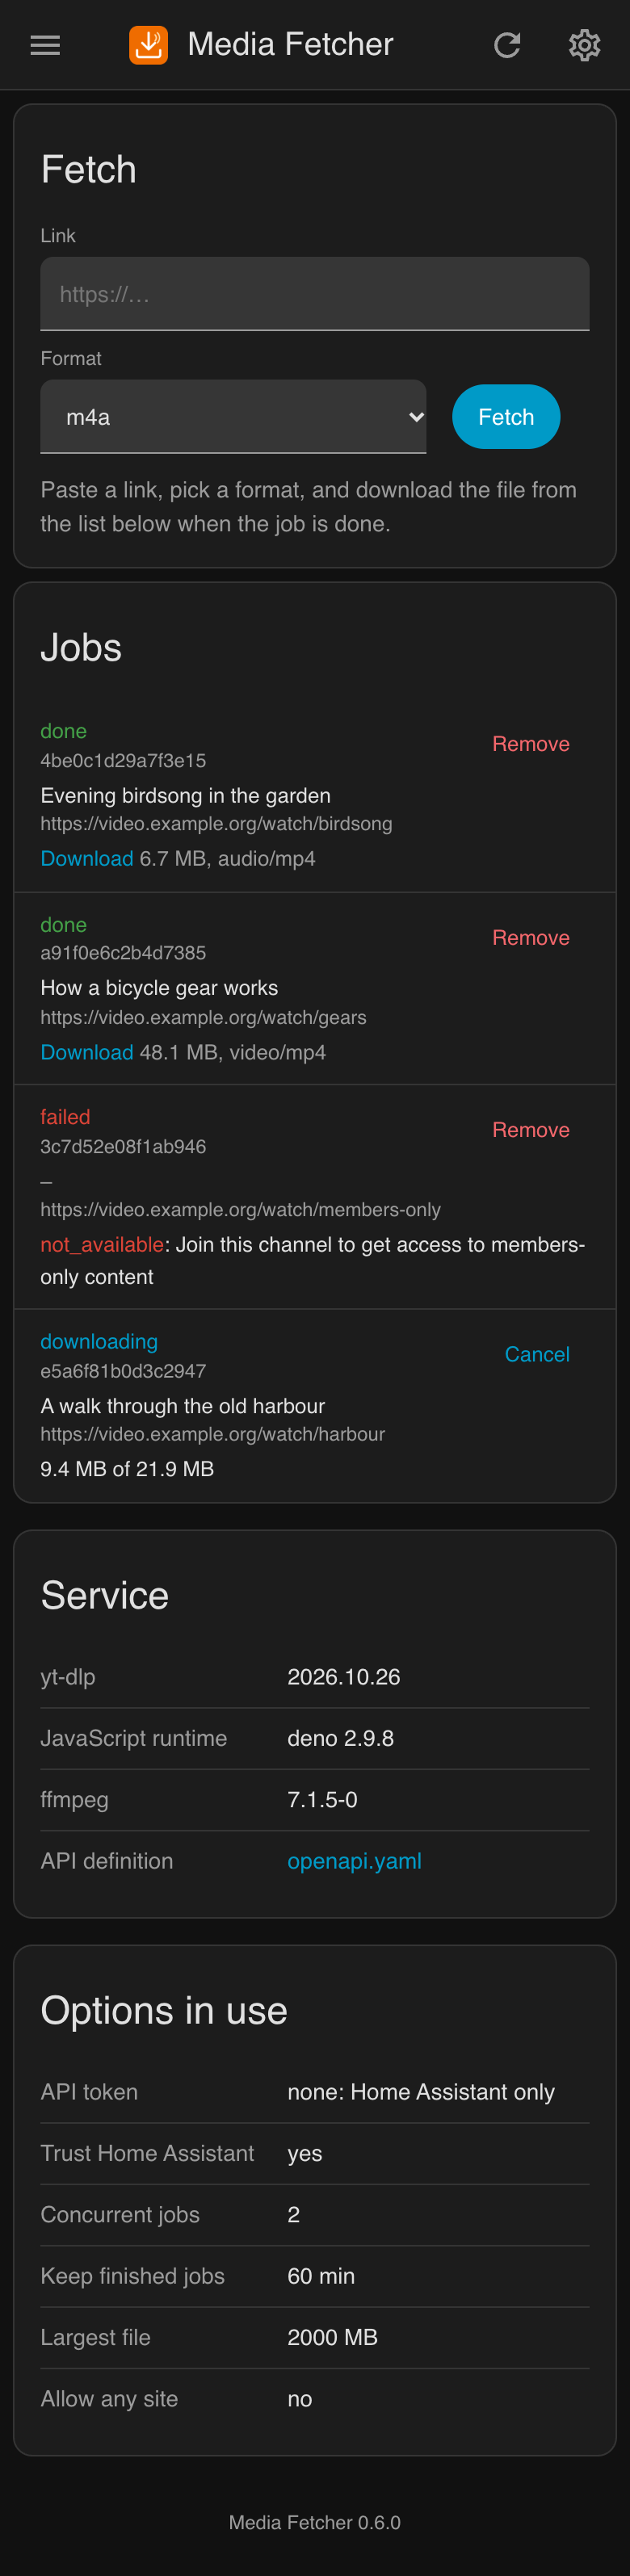 Media Fetcher
Fetch
Link
https://…
Format
m4a
Fetch
Paste a link, pick a format, and download the file from
the list below when the job is done.
Jobs
done
Remove
4be0c1d29a7f3e15
Evening birdsong in the garden
https://video.example.org/watch/birdsong
Download 6.7 MB, audio/mp4
done
Remove
a91f0e6c2b4d7385
How a bicycle gear works
https://video.example.org/watch/gears
Download 48.1 MB, video/mp4
failed
Remove
3c7d52e08f1ab946
–
https://video.example.org/watch/members-only
not_available: Join this channel to get access to members-
only content
downloading
Cancel
e5a6f81b0d3c2947
A walk through the old harbour
https://video.example.org/watch/harbour
9.4 MB of 21.9 MB
Service
yt-dlp 2026.10.26
JavaScript runtime deno 2.9.8
ffmpeg 7.1.5-0
API definition openapi.yaml
Options in use
API token none: Home Assistant only
Trust Home Assistant yes
Concurrent jobs 2
Keep finished jobs 60 min
Largest file 2000 MB
Allow any site no
Media Fetcher 0.6.0